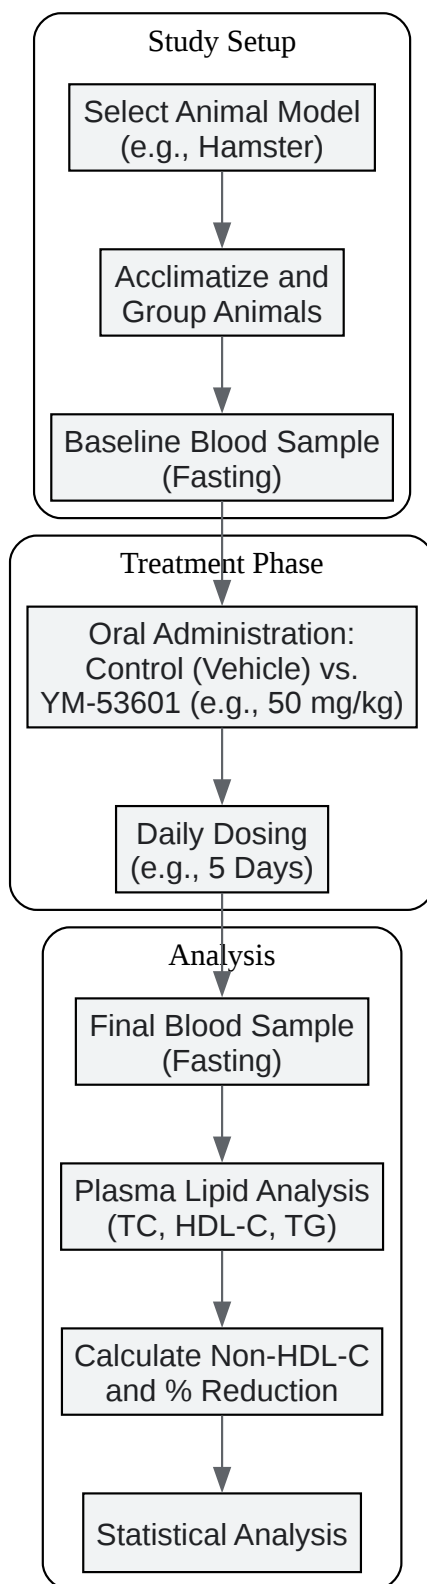 Study Setup
Select Animal Model
(e.g., Hamster)
Acclimatize and
Group Animals
Baseline Blood Sample
(Fasting)
Treatment Phase
Oral Administration:
Control (Vehicle) vs.
YM-53601 (e.g., 50 mg/kg)
Daily Dosing
(e.g., 5 Days)
Analysis
Final Blood Sample
(Fasting)
Plasma Lipid Analysis
(TC, HDL-C, TG)
Calculate Non-HDL-C
and % Reduction
Statistical Analysis